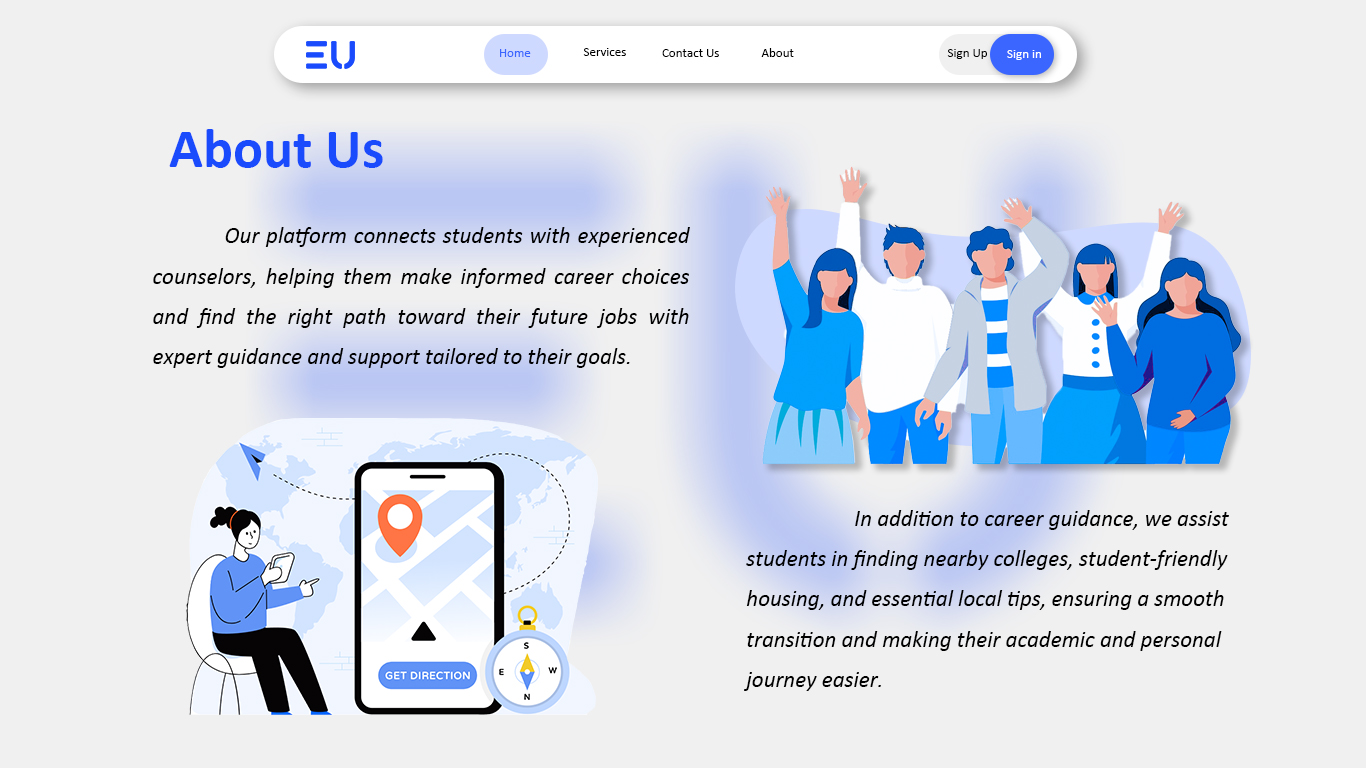 EU
Home
Services
Contact Us
About
Sign Up
Sign in
About Us
Our platform connects students with experienced
counselors, helping them make informed career choices
and find the right path toward their future jobs with
expert guidance and support tailored to their goals.
GET DIRECTION
S
E
W
N
In addition to career guidance, we assist
students in finding nearby colleges, student-friendly
housing, and essential local tips, ensuring a smooth
transition and making their academic and personal
journey easier.